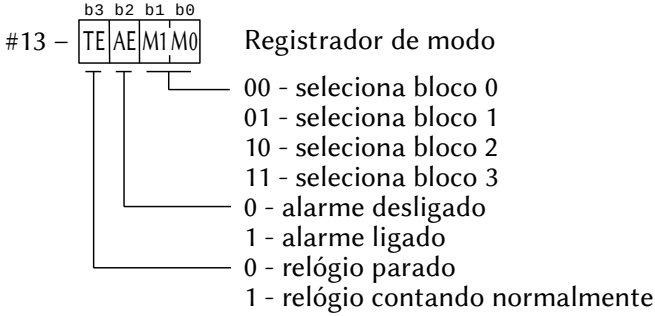 b3 b2 b1 b0
#13 – TE AE M1 M0 Registrador de modo
00 - seleciona bloco 0
01 - seleciona bloco 1
10 - seleciona bloco 2
11 - seleciona bloco 3
0 - alarme desligado
1 - alarme ligado
0 - relógio parado
1 - relógio contando normalmente